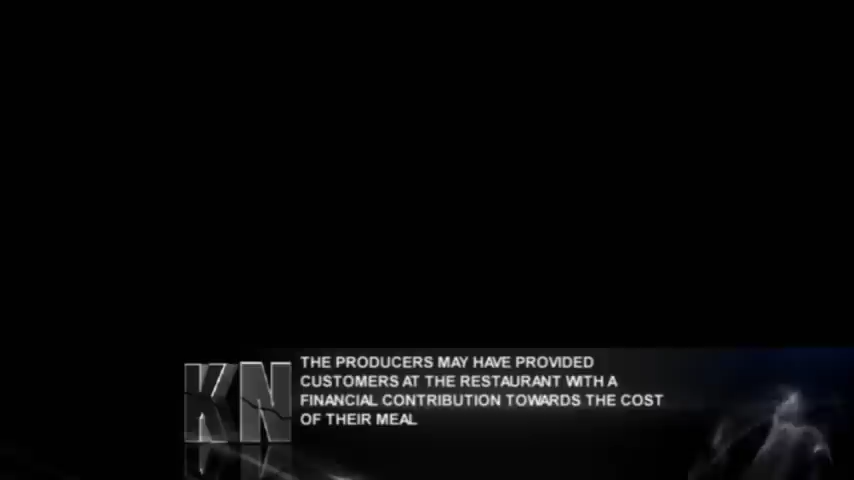 KN
THE PRODUCERS MAY HAVE PROVIDED
CUSTOMERS AT THE RESTAURANT WITH A
FINANCIAL CONTRIBUTION TOWARDS THE COST
OF THEIR MEAL